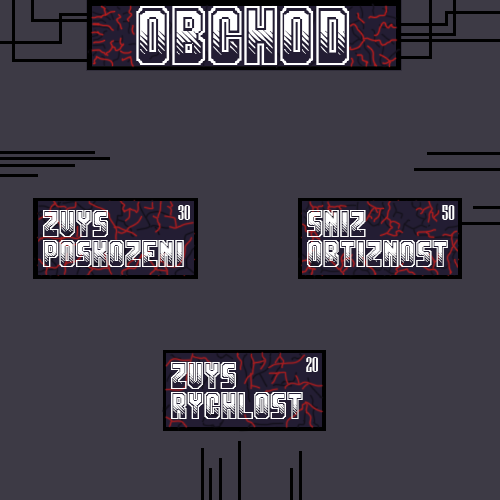 OBCHOD
30
ZVYS
POSKOZENI
50
SNIZ
OBTIZNOST
20
ZVYS
RYCHLOST